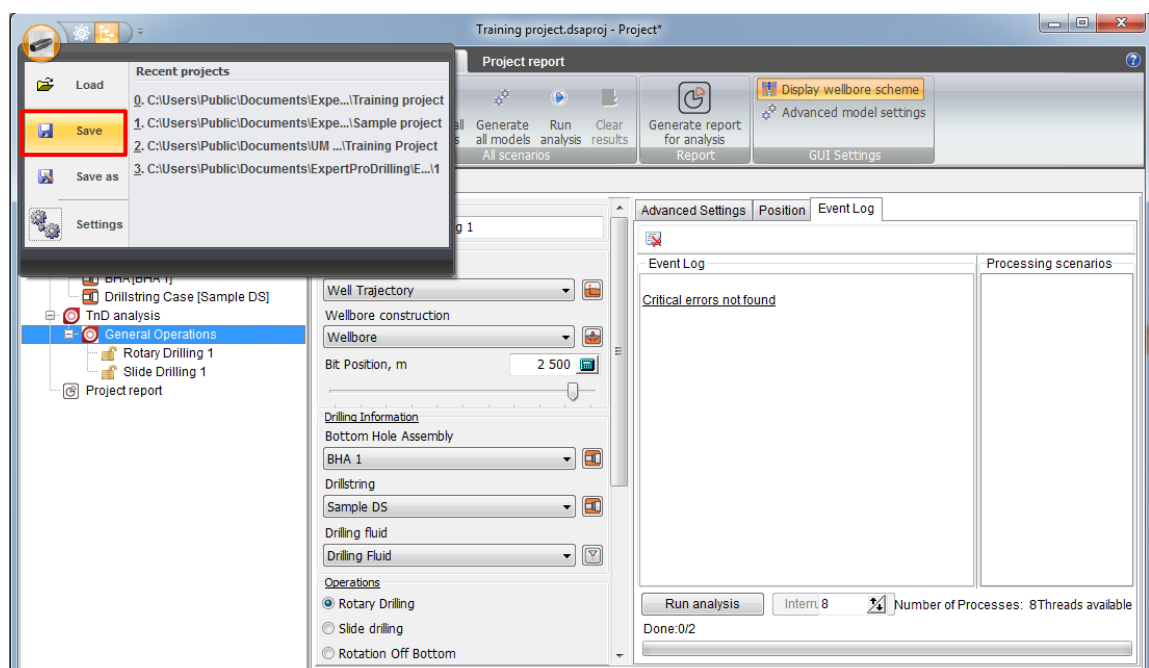 Training project.dsaproj - Project*
Project report
Load
Save
Save as
Settings
Recent projects
0. C:\Users\Public\Documents\Expe...\Training project
1. C:\Users\Public\Documents\Expe...\Sample project
2. C:\Users\Public\Documents\UM ...\Training Project
3. C:\Users\Public\Documents\ExpertProDrilling\E...\1
Generate all models
Run analysis
Clear results
All scenarios
Generate report for analysis
Report
Display wellbore scheme
Advanced model settings
GUI Settings
BHA[BHA 1]
Drillstring Case [Sample DS]
TnD analysis
General Operations
Rotary Drilling 1
Slide Drilling 1
Project report
g 1
Well Trajectory
Wellbore construction
Wellbore
Bit Position, m
2 500
Drilling Information
Bottom Hole Assembly
BHA 1
Drillstring
Sample DS
Drilling fluid
Drilling Fluid
Operations
Rotary Drilling
Slide drilling
Rotation Off Bottom
Advanced Settings
Position
Event Log
Event Log
Critical errors not found
Processing scenarios
Run analysis
Interru 8
Number of Processes: 8Threads available
Done:0/2